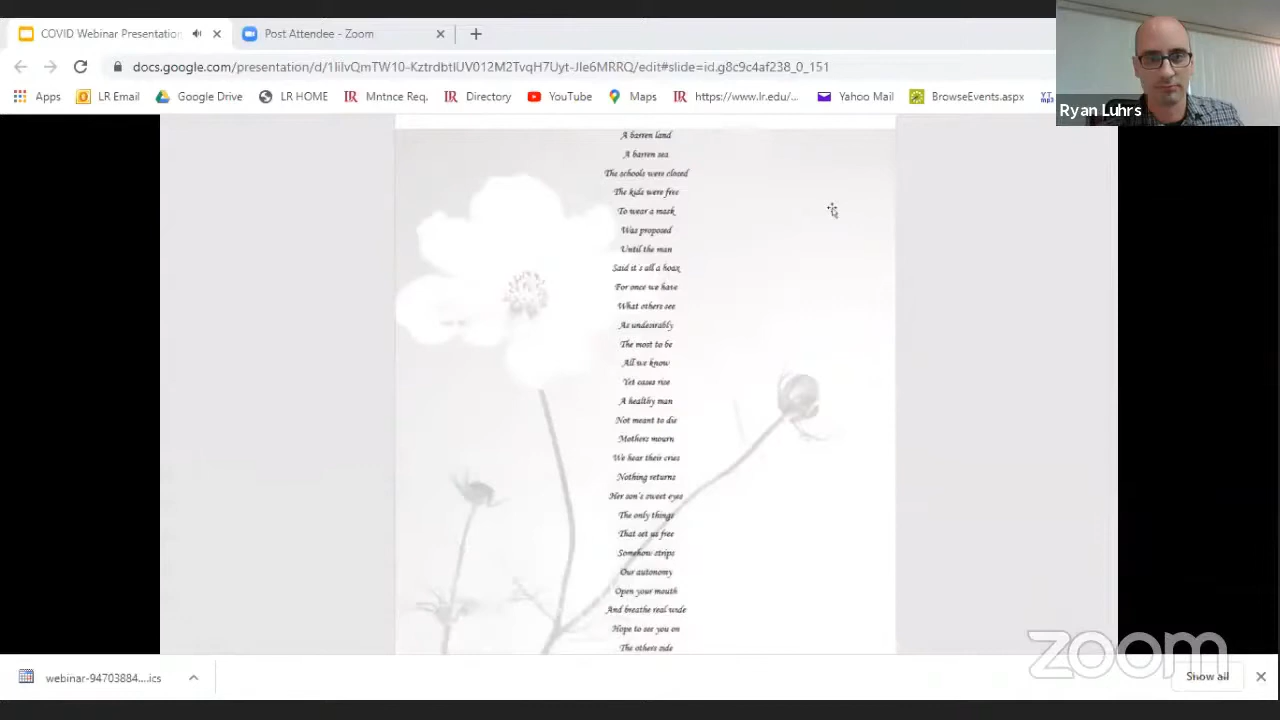 COVID Webinar Presentation
Post Attendee - Zoom
docs.google.com/presentation/d/1IiIvQmTW10-KztrdbtlUN612M2TvqH7Uyt-JIe6MRRQ/edit#slide=id.g8c9c4af238_0_151
Apps
LR Email
Google Drive
LR HOME
Mntnce Req.
Directory
YouTube
Maps
https://www.lr.edu/...
Yahoo Mail
BrowseEvents.aspx
Ryan Luhrs
A barren land
A barren sea
The schools were closed
The kids were free
To wear a mask
Was proposed
Until the man
Said it's all a hoax
For once we have
What others see
As undesirably
The most to be
All we know
Yet cases rise
A healthy man
Not meant to die
Mothers mourn
We hear their cries
Nothing returns
Her son's sweet eyes
The only things
That set us free
Somehow strips
Our autonomy
Open your mouth
And breathe real wide
Hope to see you on
The others side
zoom
webinar-94703884....ics
Show all